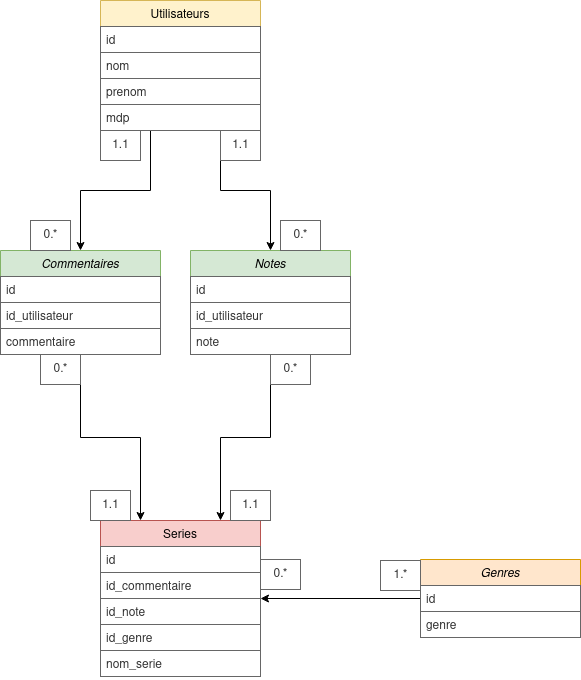 Utilisateurs
id
nom
prenom
mdp
1.1
1.1
0.*
0.*
Commentaires
id
id_utilisateur
commentaire
Notes
id
id_utilisateur
note
0.*
0.*
1.1
1.1
Series
id
id_commentaire
id_note
id_genre
nom_serie
0.*
1.*
Genres
id
genre